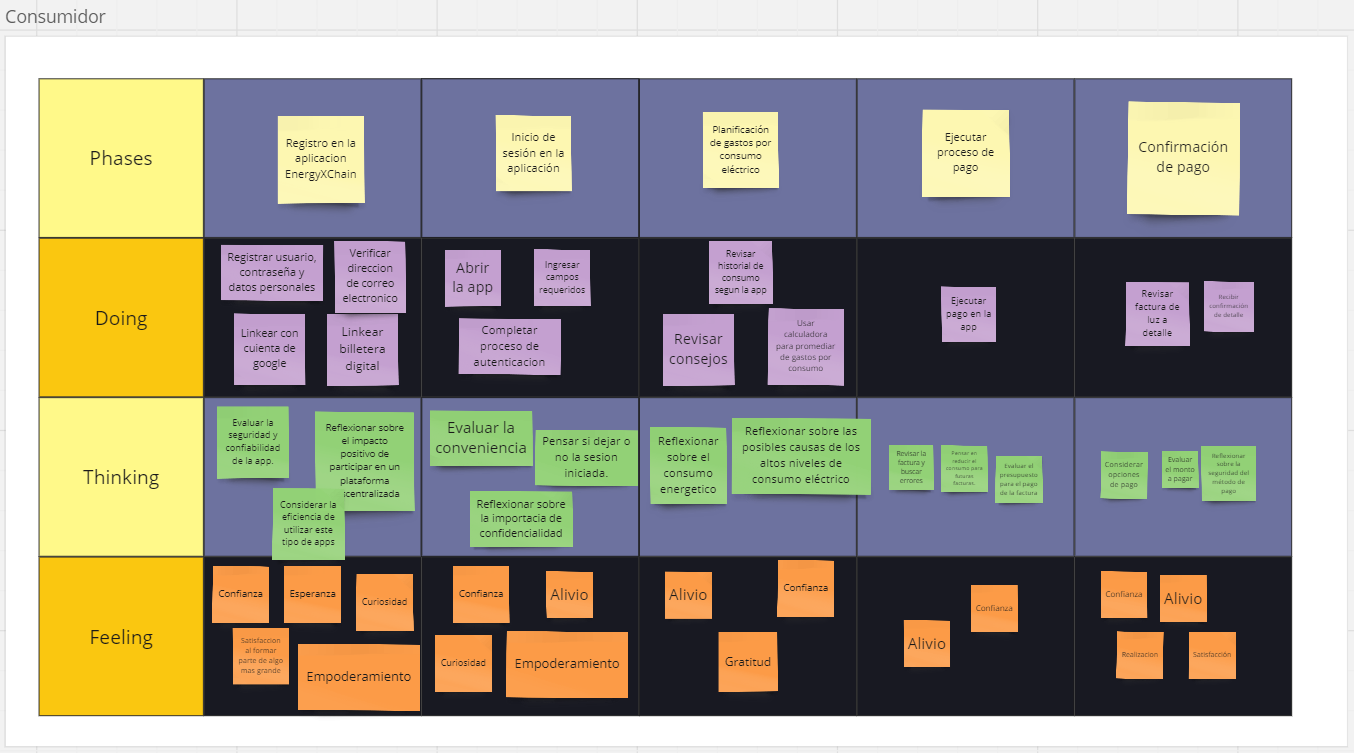 Consumidor
Phases
Registro en la
aplicacion
EnergyXChain
Inicio de
sesión en la
aplicación
Planificación
de gastos por
consumo
eléctrico
Ejecutar
proceso de
pago
Confirmación
de pago
Doing
Registrar usuario,
contraseña y
datos personales
Verificar
direccion
de correo
electronico
Linkear con
cuienta de
google
Linkear
billetera
digital
Abrir
la app
Ingresar
campos
requeridos
Completar
proceso de
autenticacion
Revisar
historial de
consumo
segun la app
Revisar
consejos
Usar
calculadora
para promediar
de gastos por
consumo
Ejecutar
pago en la
app
Revisar
factura de
luz a
detalle
Recibir
confirmación
de detalle
Thinking
Evaluar la
seguridad y
confiabilidad
de la app.
Reflexionar sobre
el impacto
positivo de
participar en un
plataforma
scentralizada
Considerar la
eficiencia de
utilizar este
tipo de apps
Evaluar la
conveniencia
Pensar si dejar o
no la sesion
iniciada.
Reflexionar sobre
la importacia de
confidencialidad
Reflexionar
sobre el
consumo
energetico
Reflexionar sobre las
posibles causas de los
altos niveles de
consumo eléctrico
Revisar la
factura y
buscar
errores
Pensar en
reducir el
consumo para
futuras
facturas.
Evaluar el
presupuesto
para el pago
de la factura
Considerar
opciones
de pago
Evaluar
el monto
a pagar
Reflexionar
sobre la
seguridad del
método de
pago
Feeling
Confianza
Esperanza
Curiosidad
Satisfaccion
al formar
parte de algo
mas grande
Empoderamiento
Confianza
Alivio
Curiosidad
Empoderamiento
Alivio
Confianza
Gratitud
Alivio
Confianza
Confianza
Alivio
Realizacion
Satisfacción